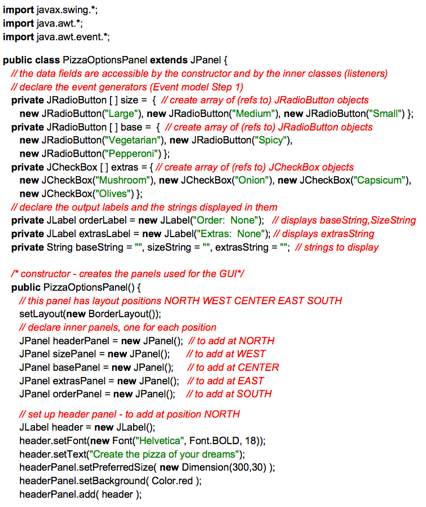 import javax.swing.*;
import java.awt.*;
import java.awt.event.*;
public class PizzaOptionsPanel extends JPanel {
// the data fields are accessible by the constructor and by the inner classes (listeners)
// declare the event generators (Event model Step 1)
private JRadioButton [ ] size = { // create array of (refs to) JRadioButton objects
new JRadioButton("Large"), new JRadioButton("Medium"), new JRadioButton("Small") };
private JRadioButton [ ] base = { // create array of (refs to) JRadioButton objects
new JRadioButton("Vegetarian"), new JRadioButton("Spicy"),
new JRadioButton("Pepperoni") };
private JCheckBox [ ] extras = { // create array of (refs to) JCheckBox objects
new JCheckBox("Mushroom"), new JCheckBox("Onion"), new JCheckBox("Capsicum"),
new JCheckBox("Olives") };
// declare the output labels and the strings displayed in them
private JLabel orderLabel = new JLabel("Order: None"); // displays baseString,SizeString
private JLabel extrasLabel = new JLabel("Extras: None"); // displays extrasString
private String baseString = "", sizeString = "", extrasString = ""; // strings to display
/* constructor - creates the panels used for the GUI*/
public PizzaOptionsPanel() {
// this panel has layout positions NORTH WEST CENTER EAST SOUTH
setLayout(new BorderLayout());
// declare inner panels, one for each position
JPanel headerPanel = new JPanel(); // to add at NORTH
JPanel sizePanel = new JPanel(); // to add at WEST
JPanel basePanel = new JPanel(); // to add at CENTER
JPanel extrasPanel = new JPanel(); // to add at EAST
JPanel orderPanel = new JPanel(); // to add at SOUTH
// set up header panel - to add at position NORTH
JLabel header = new JLabel();
header.setFont(new Font("Helvetica", Font.BOLD, 18));
header.setText("Create the pizza of your dreams");
headerPanel.setPreferredSize( new Dimension(300,30) );
headerPanel.setBackground( Color.red );
headerPanel.add( header );